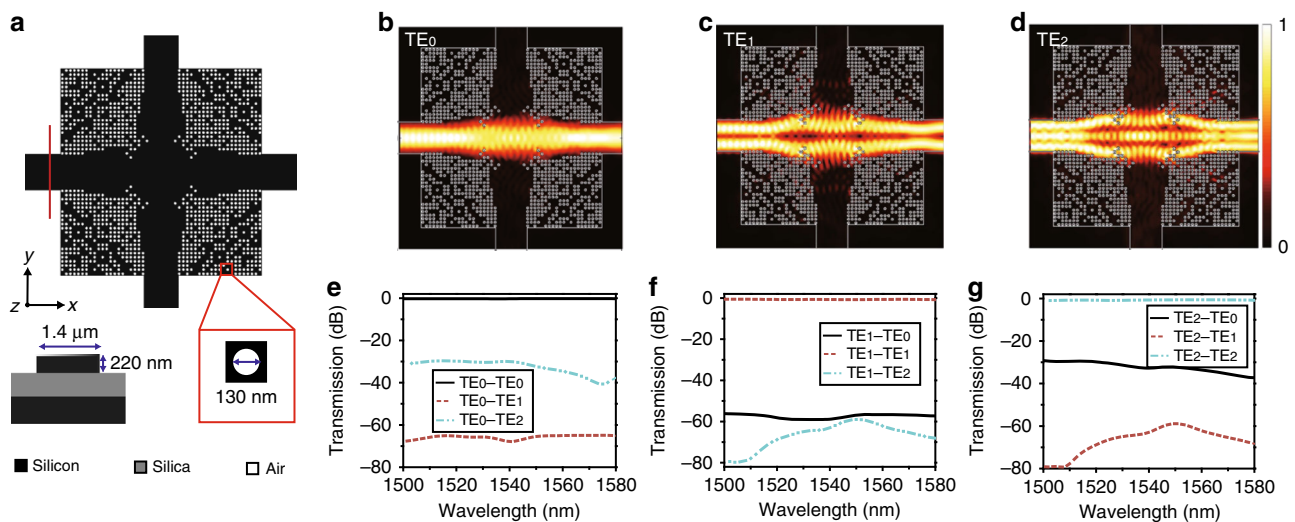 a
y
z
x
1.4 μm
220 nm
130 nm
Silicon
Silica
Air
b
TE0
c
TE1
d
TE2
1
0
e
Transmission (dB)
0
−20
−40
−60
−80
TE0–TE0
TE0–TE1
TE0–TE2
1500 1520 1540 1560 1580
Wavelength (nm)
f
Transmission (dB)
0
−20
−40
−60
−80
TE1–TE0
TE1–TE1
TE1–TE2
1500 1520 1540 1560 1580
Wavelength (nm)
g
Transmission (dB)
0
−20
−40
−60
−80
TE2–TE0
TE2–TE1
TE2–TE2
1500 1520 1540 1560 1580
Wavelength (nm)